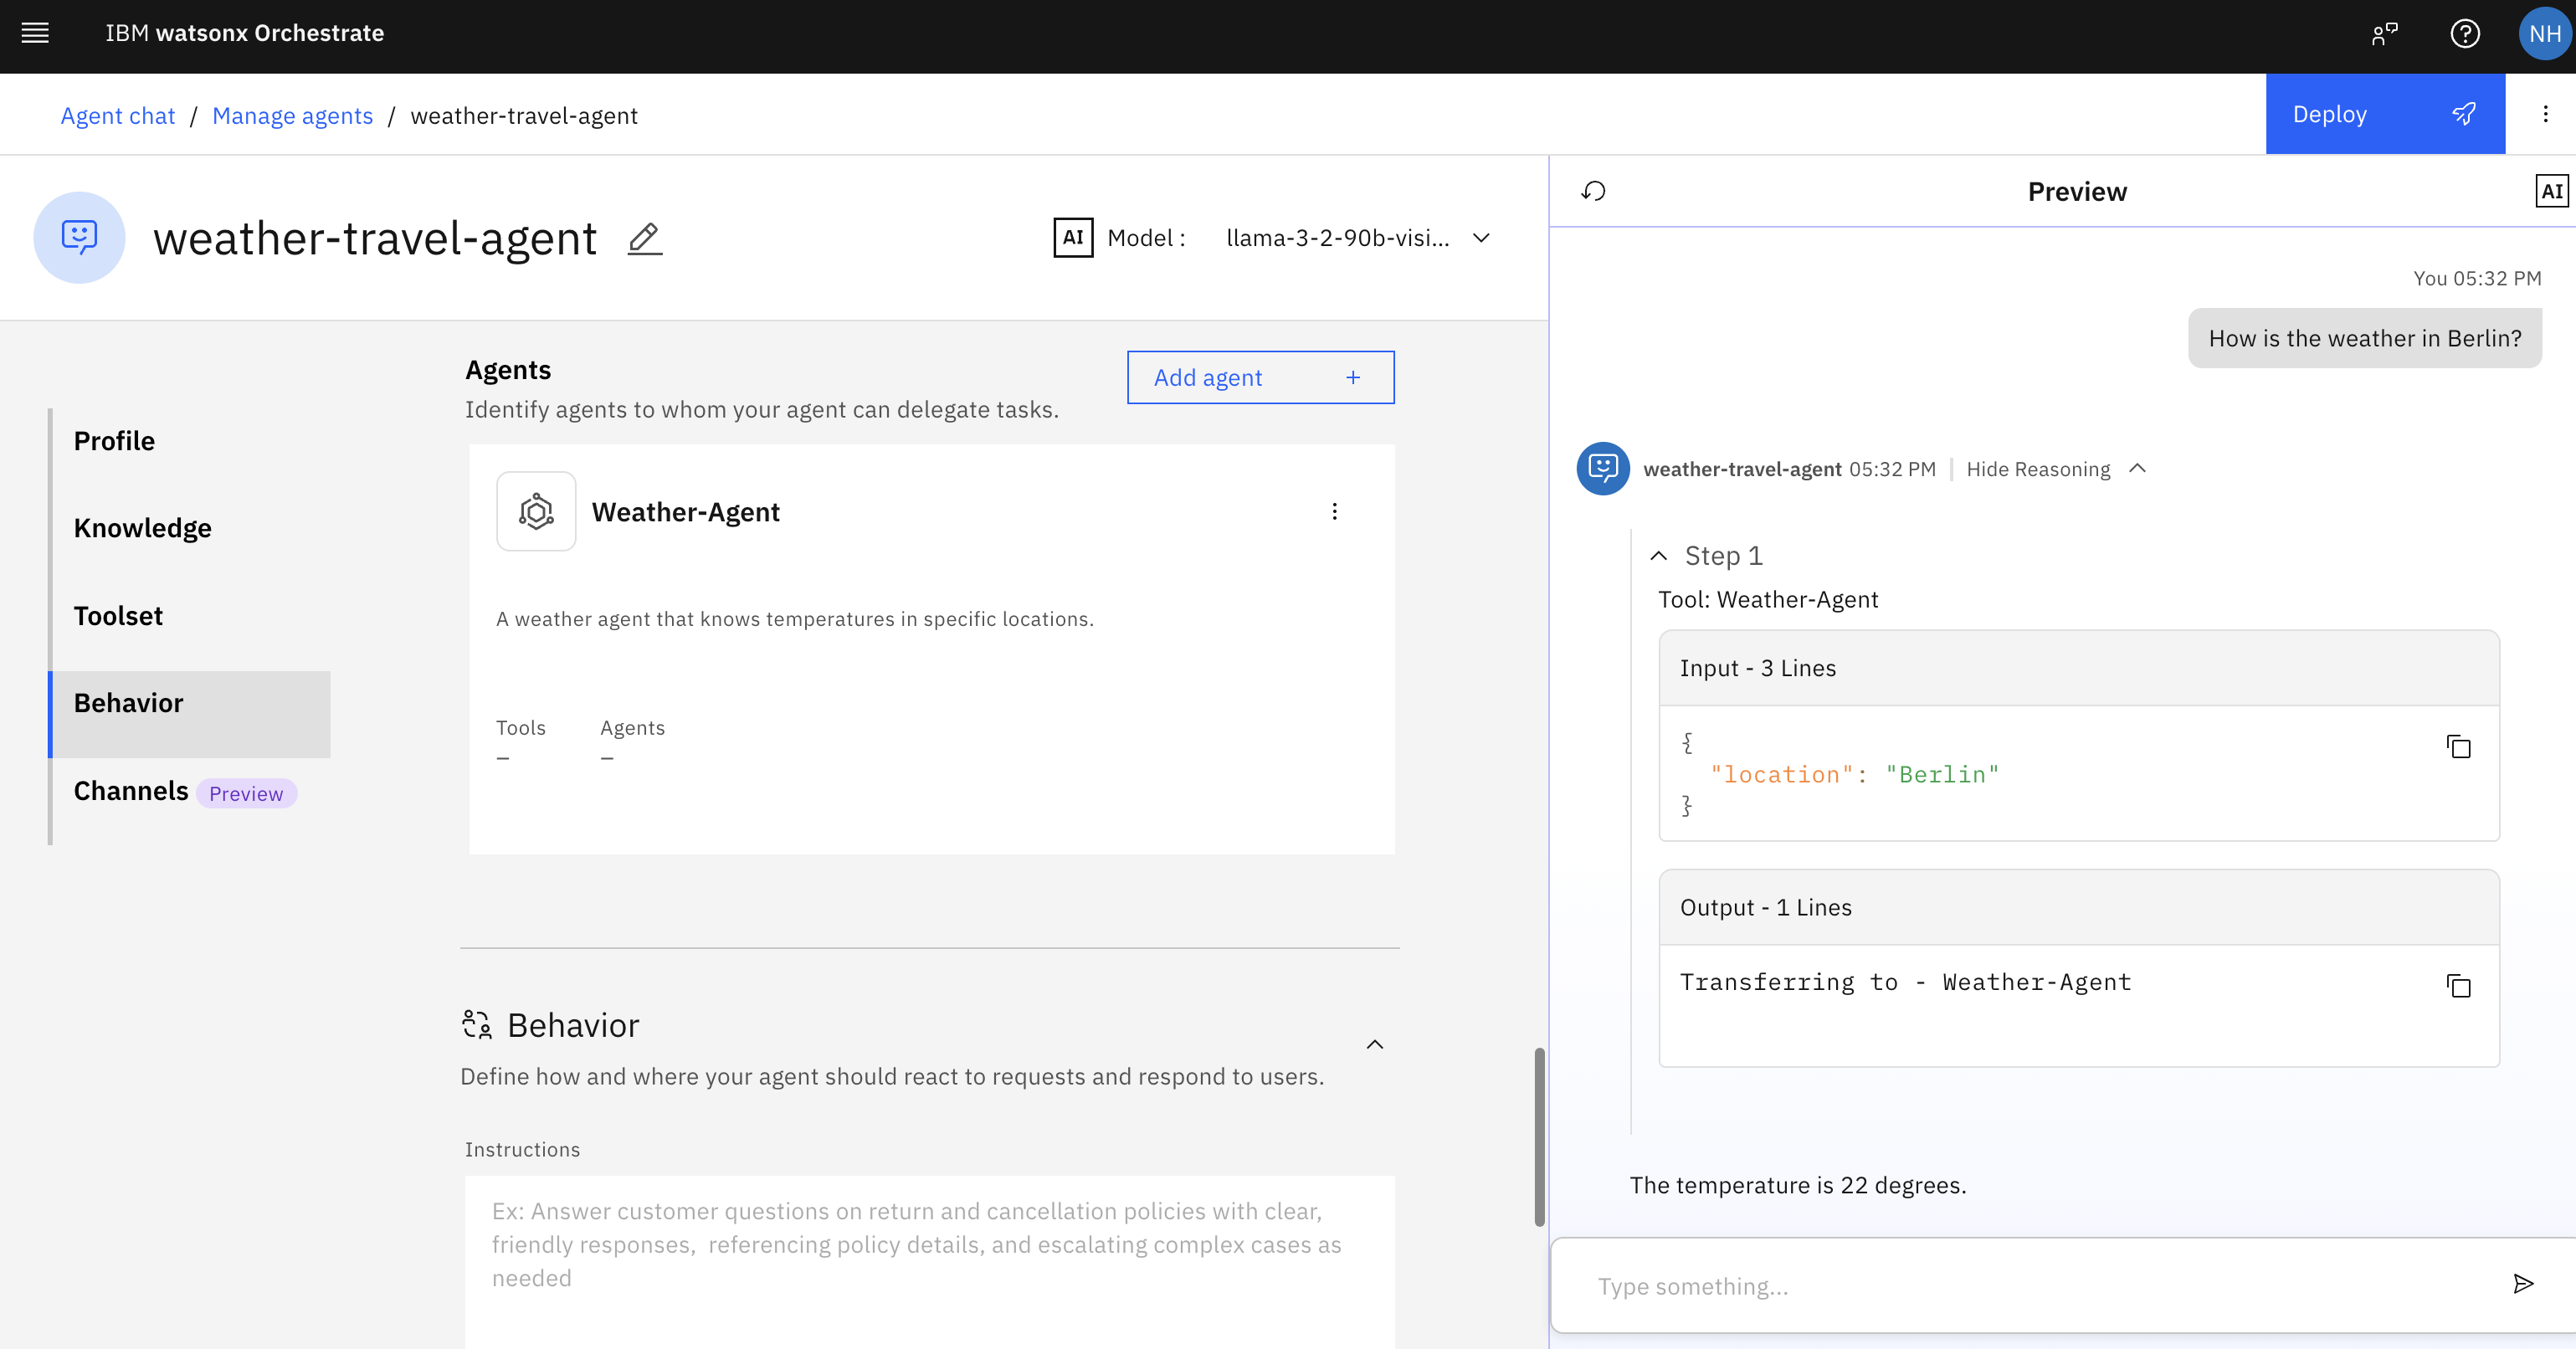 IBM watsonx Orchestrate
NH
Agent chat / Manage agents / weather-travel-agent
Deploy
weather-travel-agent
AI Model : llama-3-2-90b-visi...
Profile
Knowledge
Toolset
Behavior
Channels Preview
Agents
Identify agents to whom your agent can delegate tasks.
Add agent +
Weather-Agent
A weather agent that knows temperatures in specific locations.
Tools Agents
– –
Behavior
Define how and where your agent should react to requests and respond to users.
Instructions
Ex: Answer customer questions on return and cancellation policies with clear,
friendly responses,  referencing policy details, and escalating complex cases as
needed
Preview
AI
You 05:32 PM
How is the weather in Berlin?
weather-travel-agent 05:32 PM | Hide Reasoning
Step 1
Tool: Weather-Agent
Input - 3 Lines
{
"location": "Berlin"
}
Output - 1 Lines
Transferring to - Weather-Agent
The temperature is 22 degrees.
Type something...